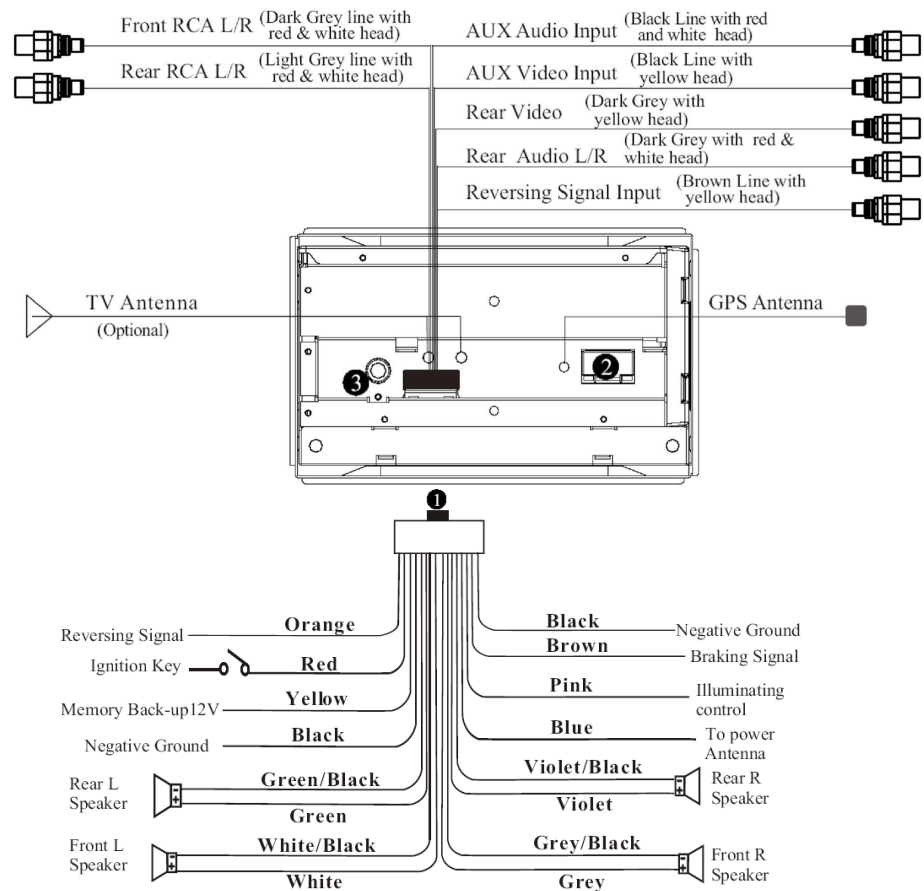 Front RCA L/R (Dark Grey line with
red & white head)
Rear RCA L/R (Light Grey line with
red & white head)
AUX Audio Input (Black Line with red
and white head)
AUX Video Input (Black Line with
yellow head)
Rear Video (Dark Grey with
yellow head)
Rear Audio L/R (Dark Grey with red &
white head)
Reversing Signal Input (Brown Line with
yellow head)
TV Antenna
(Optional)
GPS Antenna
3
2
1
Reversing Signal Orange
Ignition Key Red
Memory Back-up12V Yellow
Negative Ground Black
Rear L
Speaker
- +
Green/Black
Green
Front L
Speaker
- +
White/Black
White
Black Negative Ground
Brown Braking Signal
Pink Illuminating
control
Blue To power
Antenna
Violet/Black
Violet
- +
Rear R
Speaker
Grey/Black
Grey
- +
Front R
Speaker